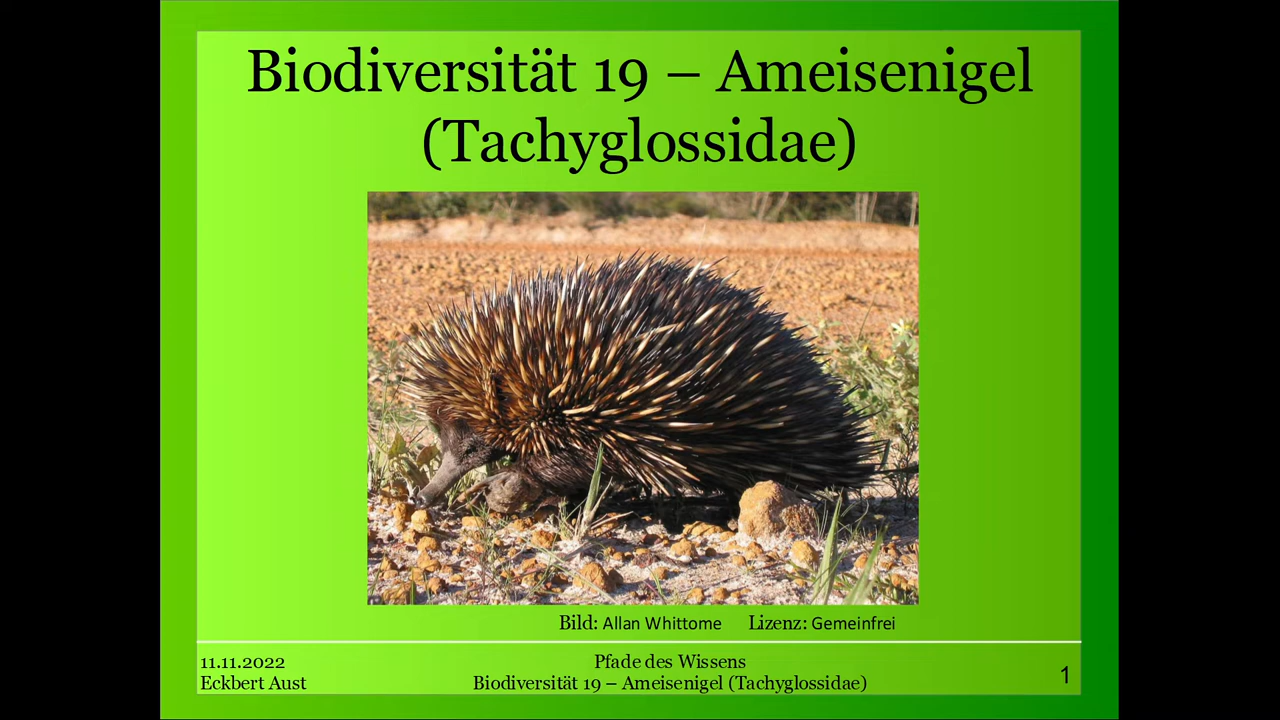 Biodiversität 19 – Ameisenigel
(Tachyglossidae)
Bild: Allan Whittome Lizenz: Gemeinfrei
11.11.2022
Eckbert Aust
Pfade des Wissens
Biodiversität 19 – Ameisenigel (Tachyglossidae)
1